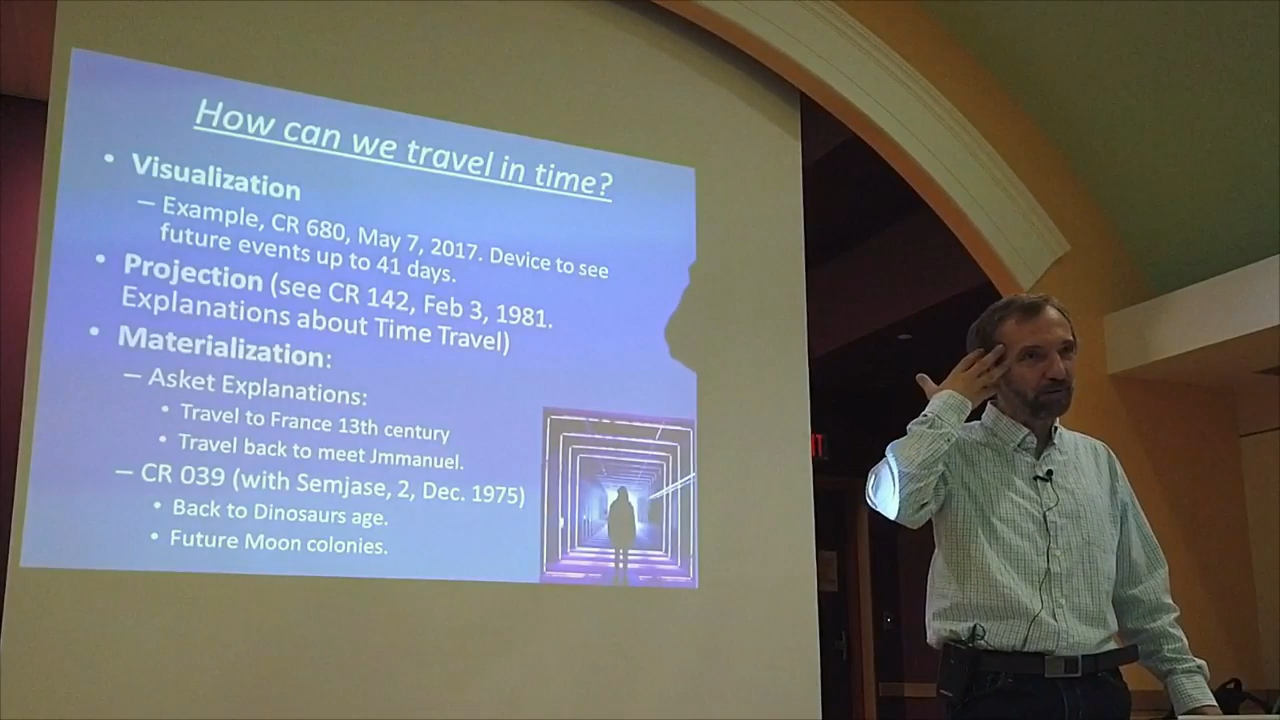 How can we travel in time?
• Visualization
– Example, CR 680, May 7, 2017. Device to see
future events up to 41 days.
• Projection (see CR 142, Feb 3, 1981.
Explanations about Time Travel)
• Materialization:
– Asket Explanations:
• Travel to France 13th century
• Travel back to meet Jmmanuel.
– CR 039 (with Semjase, 2, Dec. 1975)
• Back to Dinosaurs age.
• Future Moon colonies.